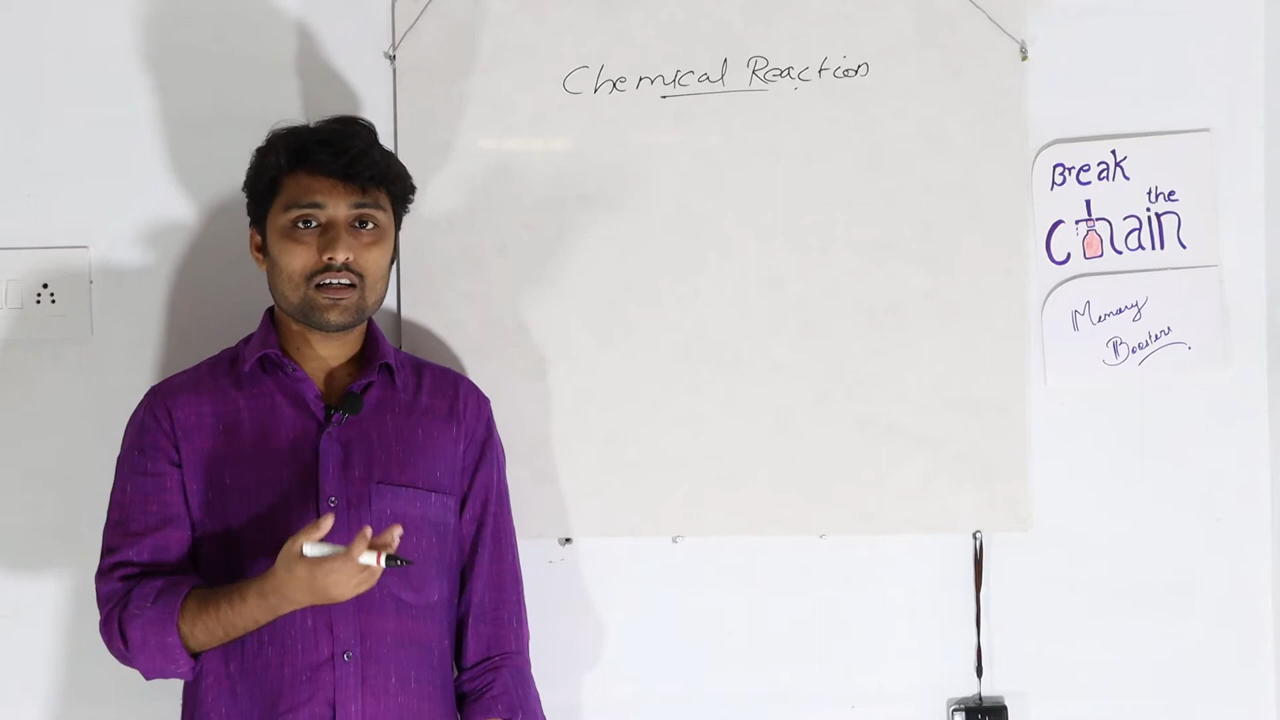 Chemical Reaction
Break
the
Chain
Memory
Boosters